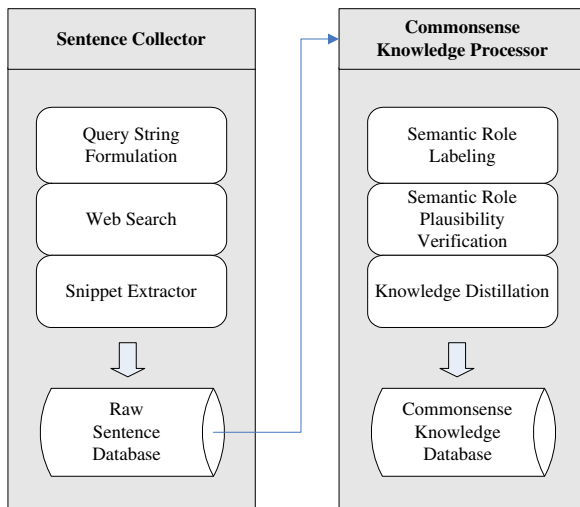 Sentence Collector
Query String
Formulation
Web Search
Snippet Extractor
Raw
Sentence
Database
Commonsense
Knowledge Processor
Semantic Role
Labeling
Semantic Role
Plausibility
Verification
Knowledge Distillation
Commonsense
Knowledge
Database